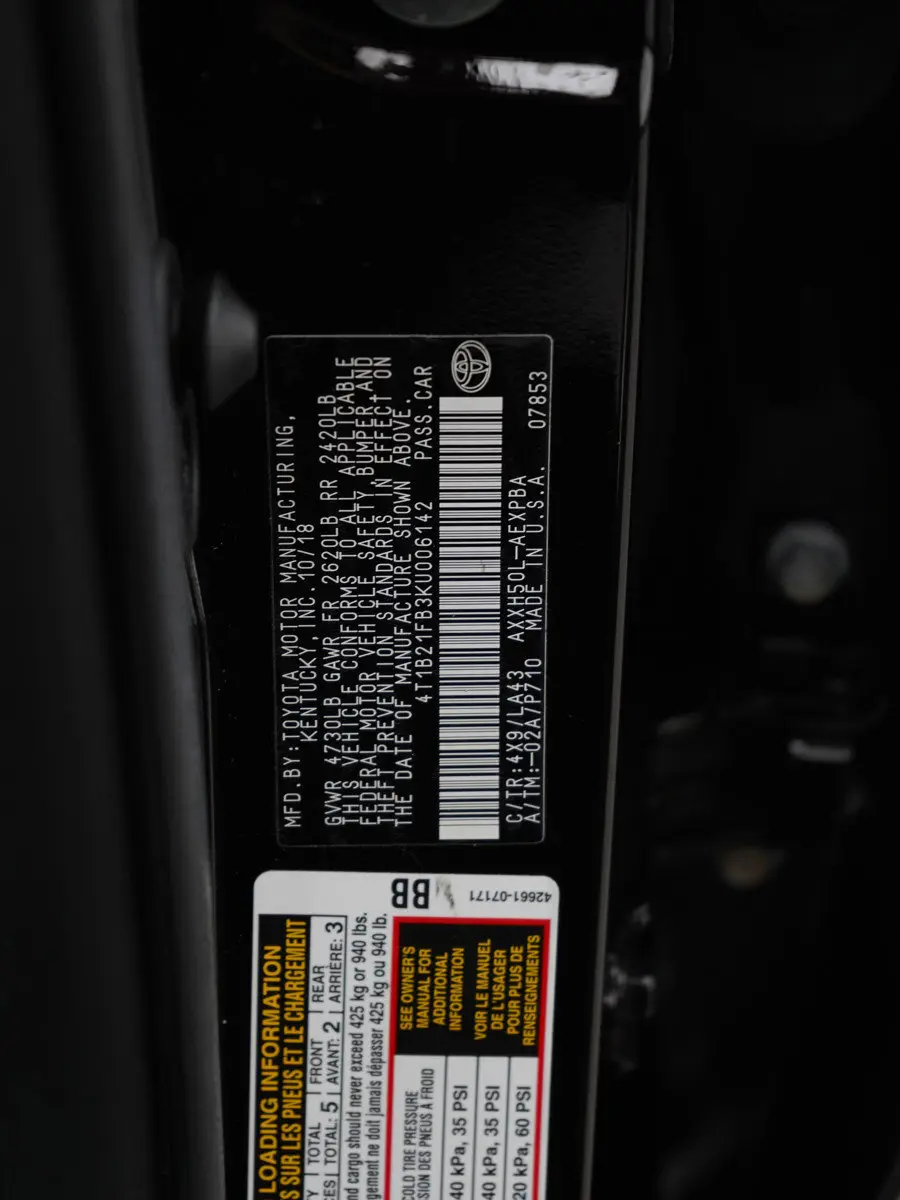 MFD.BY:TOYOTA MOTOR MANUFACTURING,
KENTUCKY,INC.10/18
GVWR 4730LB GAWR FR 2620LB RR 2420LB
THIS VEHICLE CONFORMS TO ALL APPLICABLE
FEDERAL MOTOR VEHICLE SAFETY,BUMPER,AND
THEFT PREVENTION STANDARDS IN EFFECT ON
THE DATE OF MANUFACTURE SHOWN ABOVE.
4T1B21FB3KU006142 PASS.CAR
C/TR:4X9/LA43 AXXH50L-AEXPBA 07853
A/TM:-02A7P710 MADE IN U.S.A.
BB
42661-07171
LOADING INFORMATION
SUR LES PNEUS ET LE CHARGEMENT
TOTAL FRONT REAR
TOTAL: 5 AVANT: 2 ARRIÈRE: 3
cargo should never exceed 425 kg or 940 lbs.
ne doit jamais dépasser 425 kg ou 940 lb.
COLD TIRE PRESSURE
DES PNEUS À FROID
40 kPa, 35 PSI
40 kPa, 35 PSI
20 kPa, 60 PSI
SEE OWNER'S
MANUAL FOR
ADDITIONAL
INFORMATION
VOIR LE MANUEL
DE L'USAGER
POUR PLUS DE
RENSEIGNEMENTS